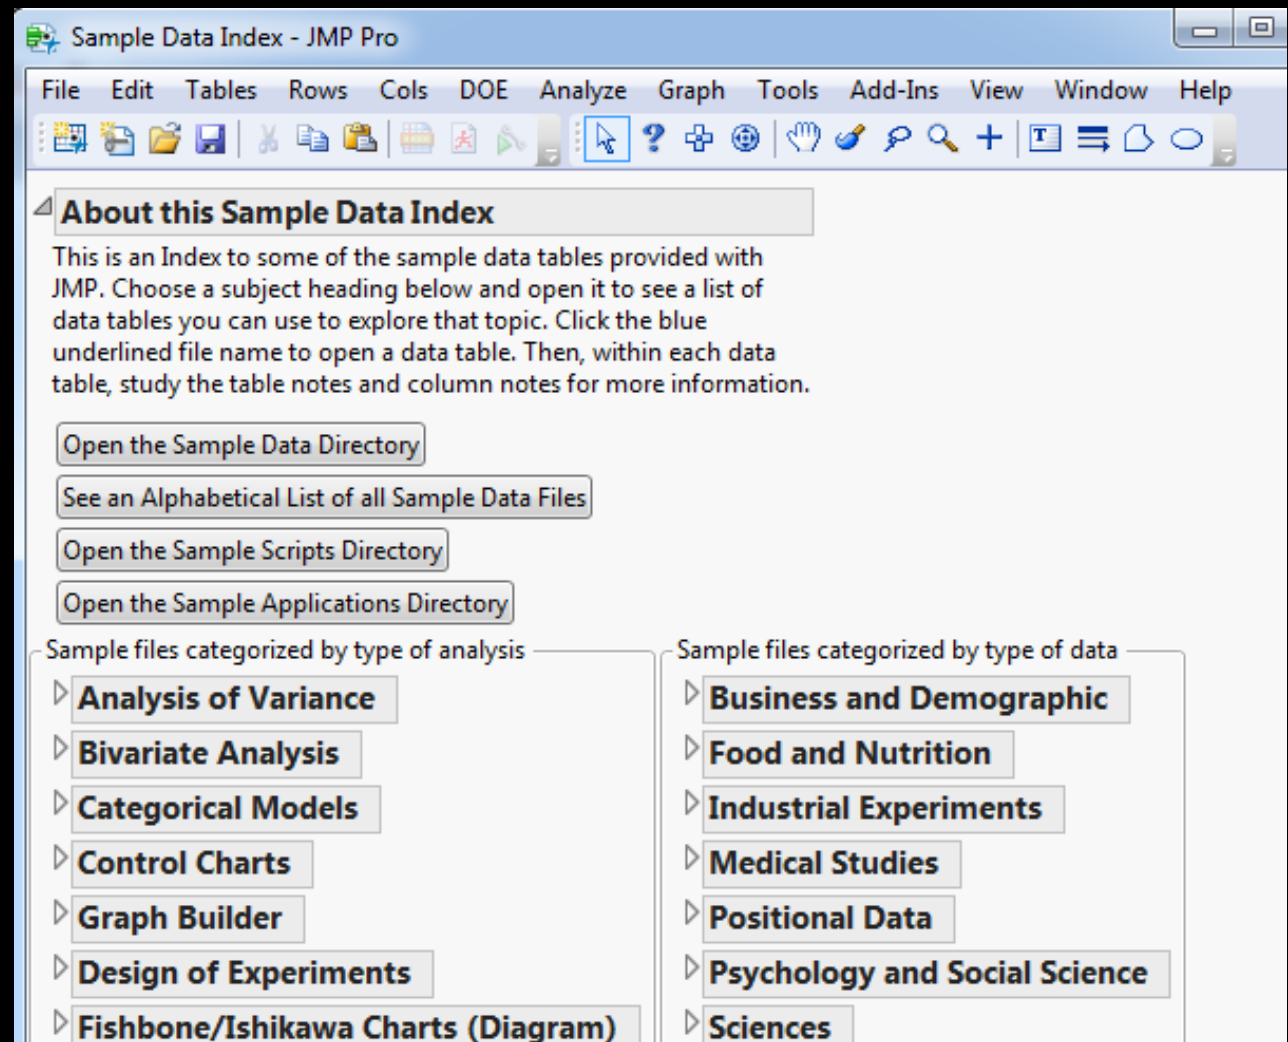 Sample Data Index - JMP Pro
File Edit Tables Rows Cols DOE Analyze Graph Tools Add-Ins View Window Help
About this Sample Data Index
This is an Index to some of the sample data tables provided with
JMP. Choose a subject heading below and open it to see a list of
data tables you can use to explore that topic. Click the blue
underlined file name to open a data table. Then, within each data
table, study the table notes and column notes for more information.
Open the Sample Data Directory
See an Alphabetical List of all Sample Data Files
Open the Sample Scripts Directory
Open the Sample Applications Directory
Sample files categorized by type of analysis
Analysis of Variance
Bivariate Analysis
Categorical Models
Control Charts
Graph Builder
Design of Experiments
Fishbone/Ishikawa Charts (Diagram)
Sample files categorized by type of data
Business and Demographic
Food and Nutrition
Industrial Experiments
Medical Studies
Positional Data
Psychology and Social Science
Sciences